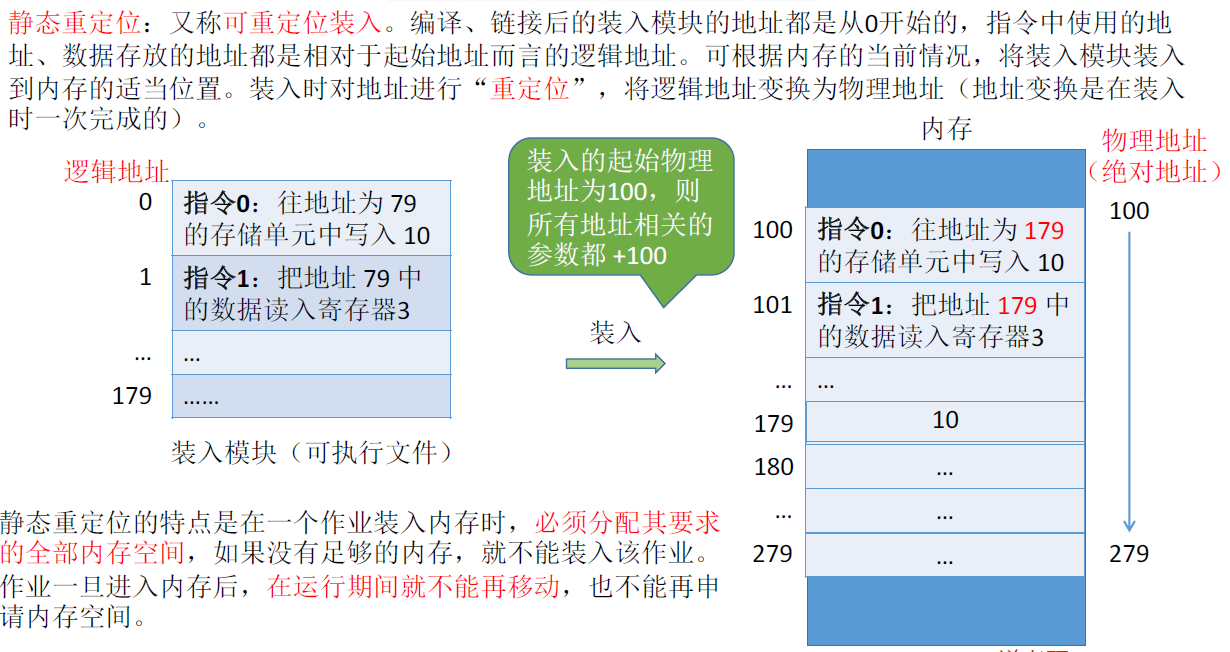 静态重定位：又称可重定位装入。编译、链接后的装入模块的地址都是从0开始的，指令中使用的地
址、数据存放的地址都是相对于起始地址而言的逻辑地址。可根据内存的当前情况，将装入模块装入
到内存的适当位置。装入时对地址进行“重定位”，将逻辑地址变换为物理地址（地址变换是在装入
时一次完成的）。
逻辑地址
0
指令0：往地址为 79
的存储单元中写入 10
1
指令1：把地址 79 中
的数据读入寄存器3
...
...
179
......
装入模块（可执行文件）
装入的起始物理
地址为100，则
所有地址相关的
参数都 +100
装入
内存
物理地址
（绝对地址）
100
指令0：往地址为 179
的存储单元中写入 10
101
指令1：把地址 179 中
的数据读入寄存器3
...
...
179
10
180
...
...
...
279
...
100
279
静态重定位的特点是在一个作业装入内存时，必须分配其要求
的全部内存空间，如果没有足够的内存，就不能装入该作业。
作业一旦进入内存后，在运行期间就不能再移动，也不能再申
请内存空间。